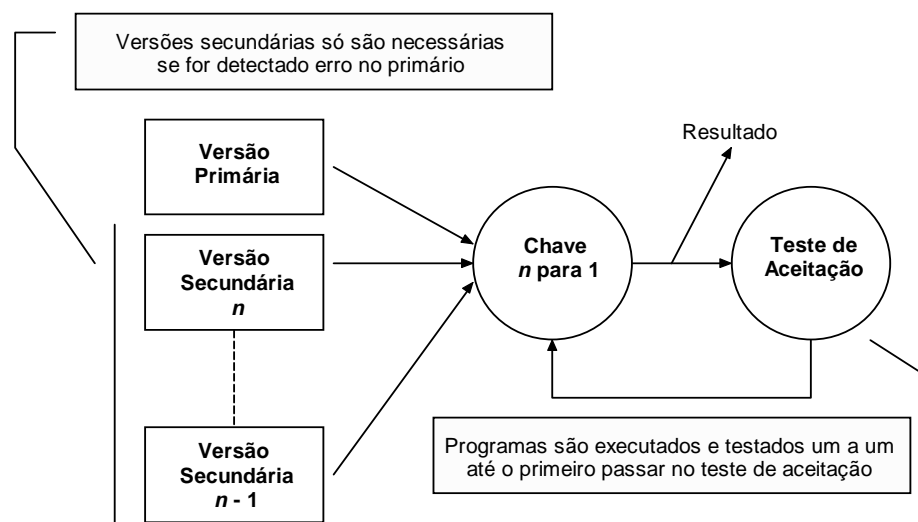 Versões secundárias só são necessárias
se for detectado erro no primário
Resultado
Versão
Primária
Versão
Secundária
n
Versão
Secundária
n - 1
Chave
n para 1
Teste de
Aceitação
Programas são executados e testados um a um
até o primeiro passar no teste de aceitação